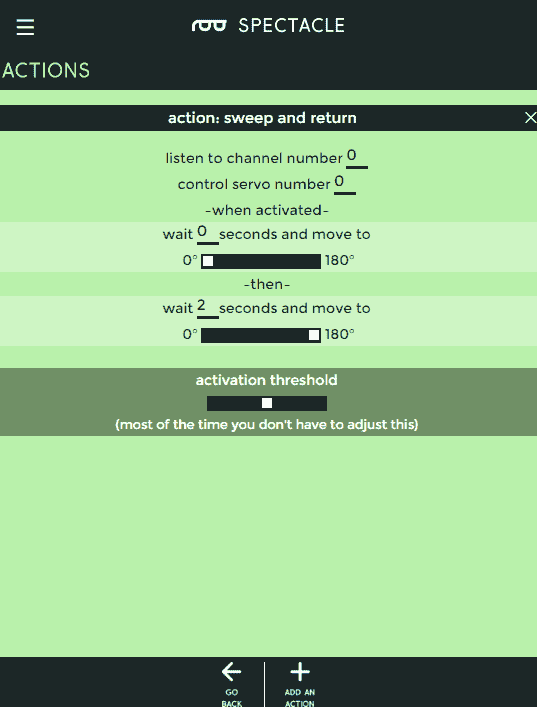 SPECTACLE
ACTIONS
action: sweep and return
listen to channel number 0
control servo number 0
-when activated-
wait 0 seconds and move to
0° 180°
-then-
wait 2 seconds and move to
0° 180°
activation threshold
(most of the time you don't have to adjust this)
GO BACK
ADD AN ACTION